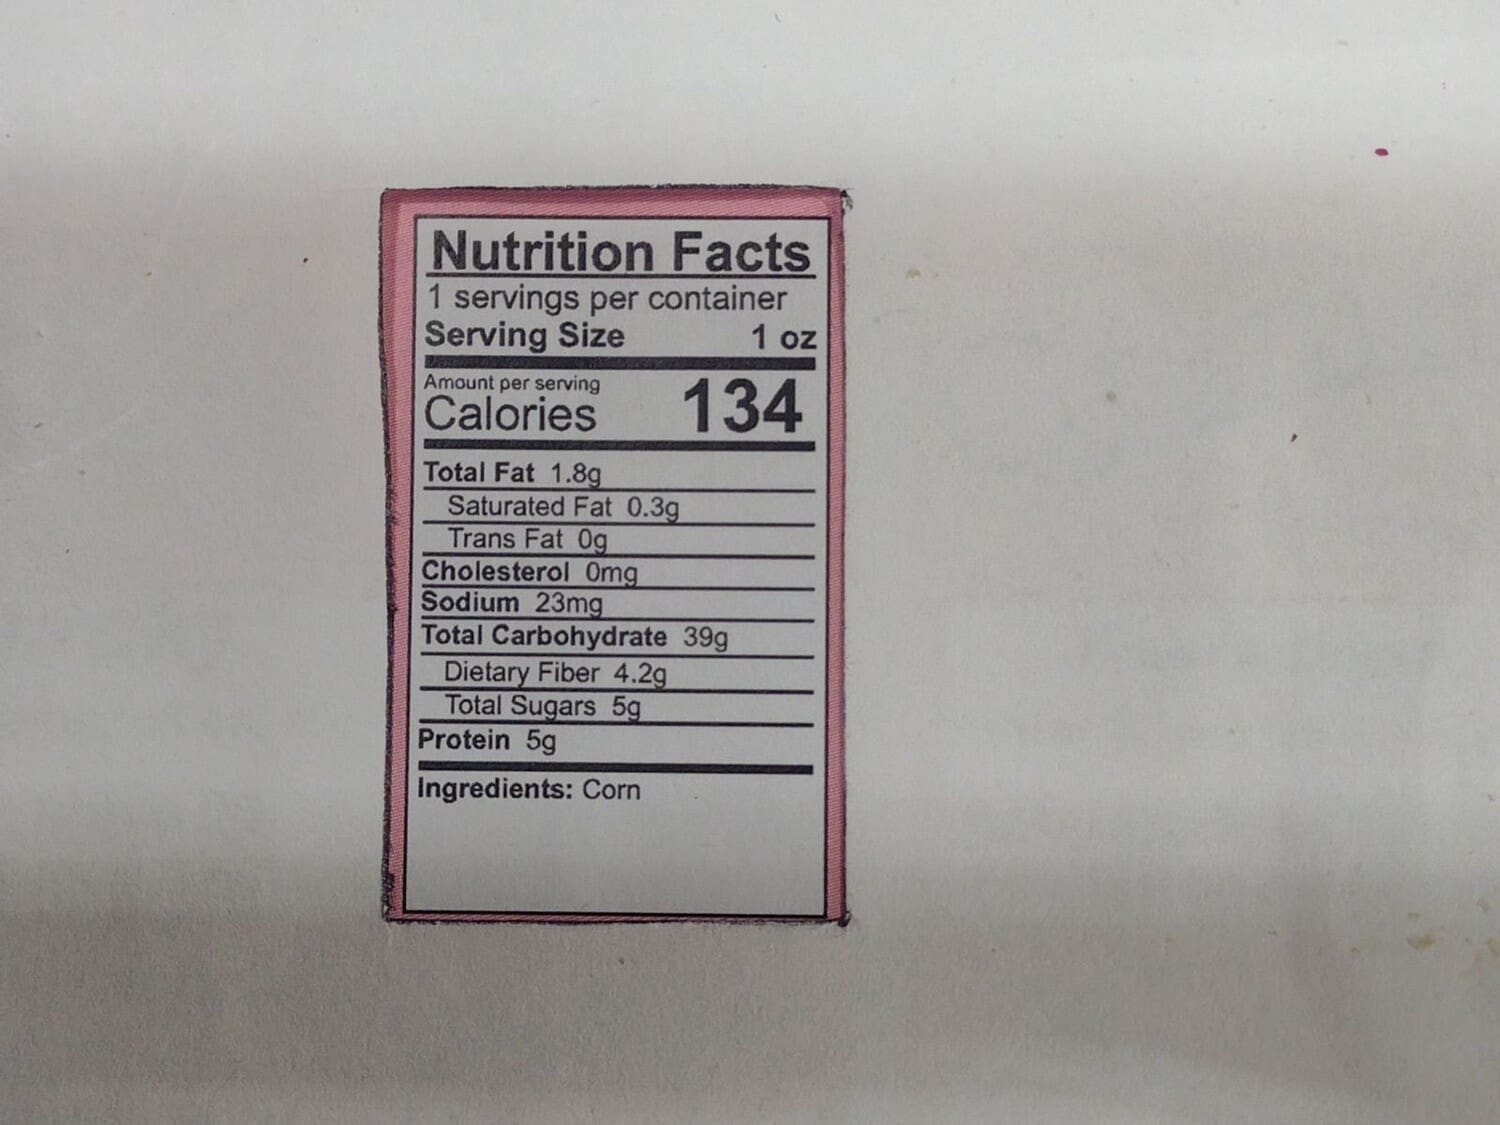 Nutrition Facts
1 servings per container
Serving Size 1 oz
Amount per serving
Calories 134
Total Fat 1.8g
Saturated Fat 0.3g
Trans Fat 0g
Cholesterol 0mg
Sodium 23mg
Total Carbohydrate 39g
Dietary Fiber 4.2g
Total Sugars 5g
Protein 5g
Ingredients: Corn